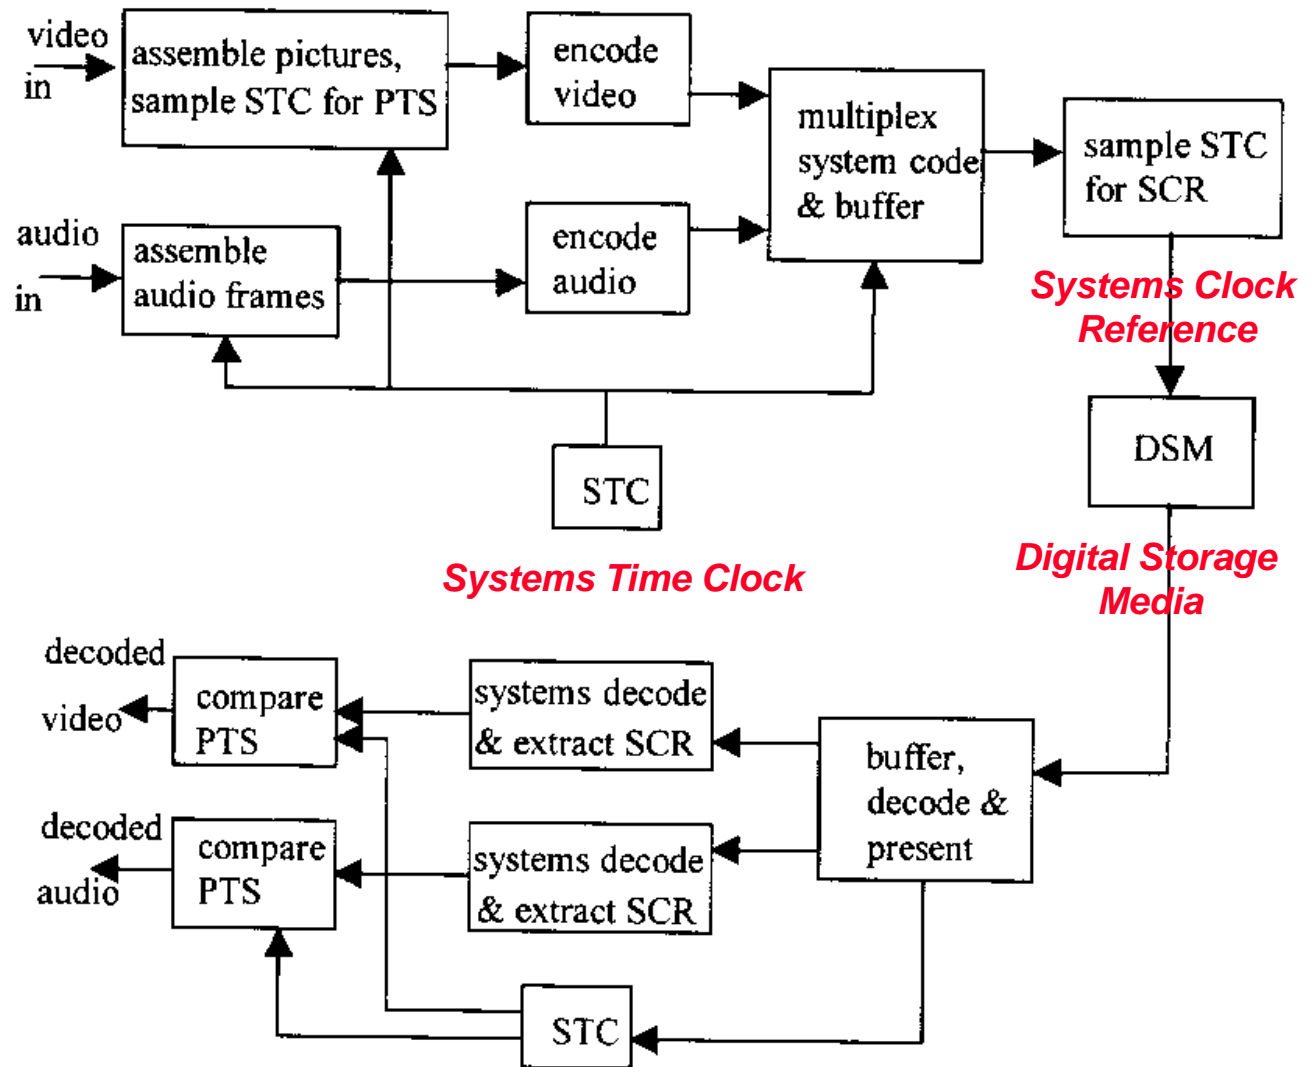 video
in
assemble pictures,
sample STC for PTS
encode
video
multiplex
system code
& buffer
sample STC
for SCR
audio
in
assemble
audio frames
encode
audio
Systems Clock
Reference
STC
DSM
Systems Time Clock
Digital Storage
Media
decoded
video
compare
PTS
systems decode
& extract SCR
buffer,
decode &
present
decoded
audio
compare
PTS
systems decode
& extract SCR
STC